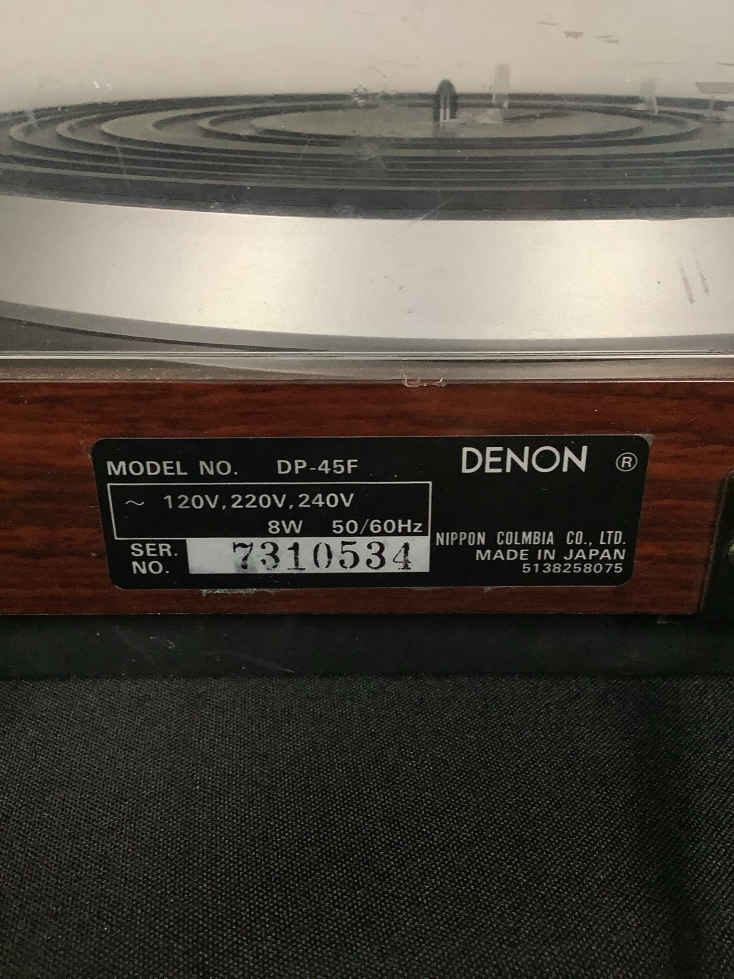 MODEL NO. DP-45F
DENON ®
~ 120V, 220V, 240V
8W 50/60Hz
SER. NO. 7310534
NIPPON COLMBIA CO., LTD.
MADE IN JAPAN
5138258075